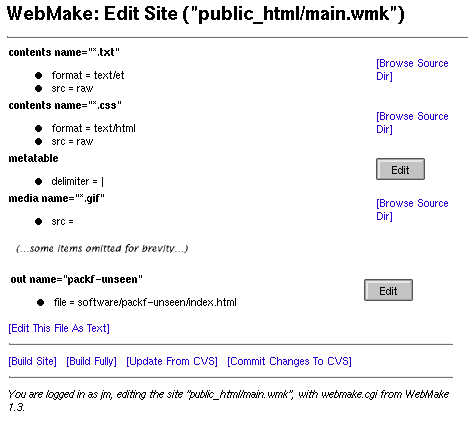 WebMake: Edit Site ("public_html/main.wmk")
contents name="*.txt"
format = text/et
src = raw
[Browse Source
Dir]
contents name="*.css"
format = text/html
src = raw
[Browse Source
Dir]
metatable
Edit
delimiter = |
media name="*.gif"
src =
[Browse Source
Dir]
(...some items omitted for brevity...)
out name="packf-unseen"
Edit
file = software/packf-unseen/index.html
[Edit This File As Text]
[Build Site] [Build Fully] [Update From CVS] [Commit Changes To CVS]
You are logged in as jm, editing the site "public_html/main.wmk", with webmake.cgi from WebMake
1.3.